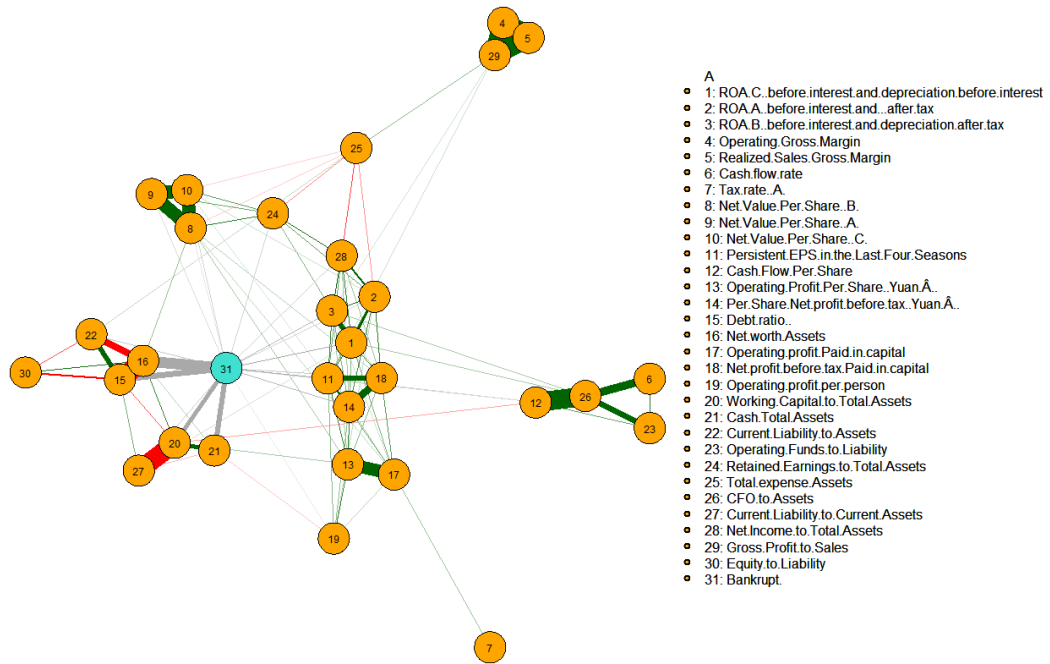 4
5
29
25
10
9
24
8
28
2
3
22
1
16
31
30
15
11
18
6
12
26
14
23
20
21
27
13
17
19
7
A
1: ROA.C..before.interest.and.depreciation.before.interest
2: ROA.A..before.interest.and...after.tax
3: ROA.B..before.interest.and.depreciation.after.tax
4: Operating.Gross.Margin
5: Realized.Sales.Gross.Margin
6: Cash.flow.rate
7: Tax.rate..A.
8: Net.Value.Per.Share..B.
9: Net.Value.Per.Share..A.
10: Net.Value.Per.Share..C.
11: Persistent.EPS.in.the.Last.Four.Seasons
12: Cash.Flow.Per.Share
13: Operating.Profit.Per.Share..Yuan.Â..
14: Per.Share.Net.profit.before.tax..Yuan.Â..
15: Debt.ratio..
16: Net.worth.Assets
17: Operating.profit.Paid.in.capital
18: Net.profit.before.tax.Paid.in.capital
19: Operating.profit.per.person
20: Working.Capital.to.Total.Assets
21: Cash.Total.Assets
22: Current.Liability.to.Assets
23: Operating.Funds.to.Liability
24: Retained.Earnings.to.Total.Assets
25: Total.expense.Assets
26: CFO.to.Assets
27: Current.Liability.to.Current.Assets
28: Net.Income.to.Total.Assets
29: Gross.Profit.to.Sales
30: Equity.to.Liability
31: Bankrupt.